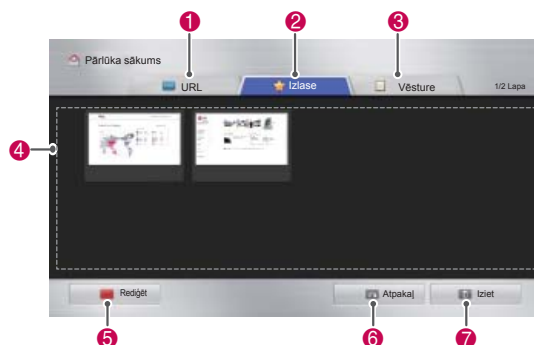 1 2 3
Pārlūka sākums
URL Izlase Vēsture 1/2 Lapa
4
Rediģēt Atpakaļ Iziet
5 6 7